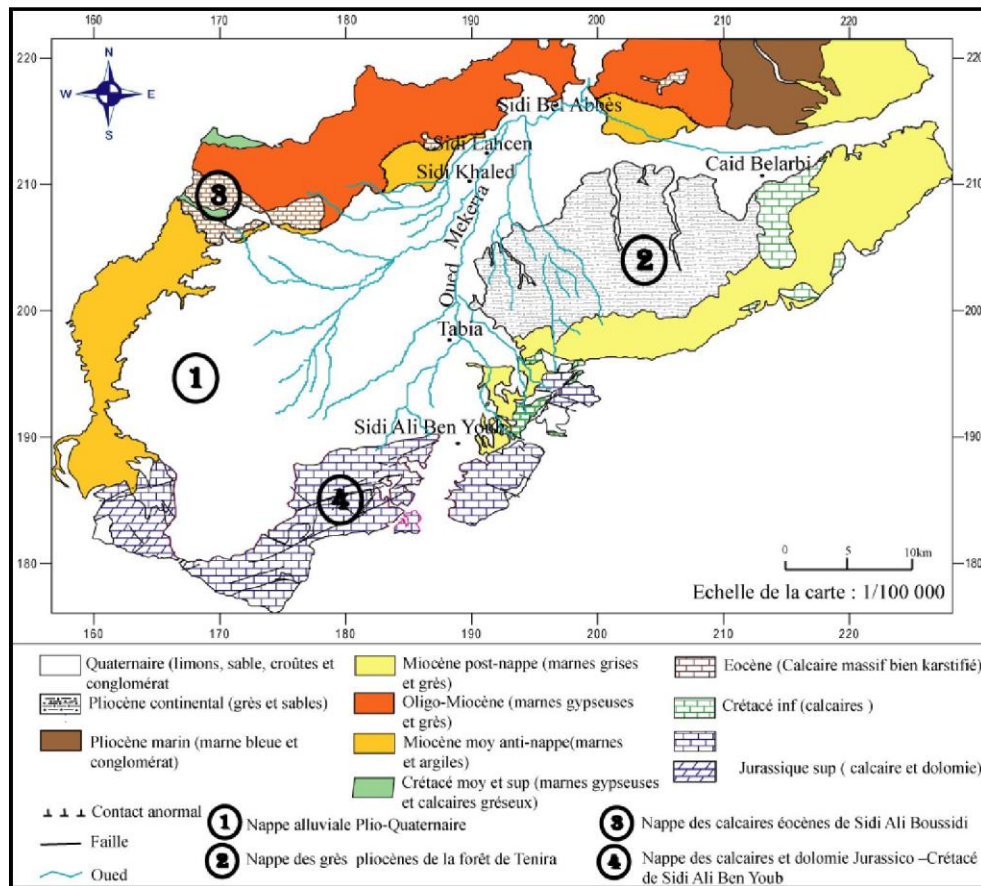 160 170 180 190 200 210 220
220
210
200
190
180
N
W E
S
Sidi Bel Abbès
Sidi Lahcen
Sidi Khaled
Caid Belarbi
Oued Mekerra
Tabia
Sidi Ali Ben Youb
1
2
3
4
220
210
200
190
180
0 5 10km
Echelle de la carte : 1/100 000
160 170 180 190 200 210 220
Quaternaire (limons, sable, croûtes et
conglomérat
Pliocène continental (grès et sables)
Pliocène marin (marne bleue et
conglomérat)
Contact anormal
Faille
Oued
Miocène post-nappe (marnes grises
et grès)
Oligo-Miocène (marnes gypseuses
et grès)
Miocène moy anti-nappe(marnes
et argiles)
Crétacé moy et sup (marnes gypseuses
et calcaires gréseux)
Eocène (Calcaire massif bien karstifié)
Crétacé inf (calcaires )
Jurassique sup ( calcaire et dolomie)
1 Nappe alluviale Plio-Quaternaire
2 Nappe des grès pliocènes de la forêt de Tenira
3 Nappe des calcaires éocènes de Sidi Ali Boussidi
4 Nappe des calcaires et dolomie Jurassico –Crétacé
de Sidi Ali Ben Youb